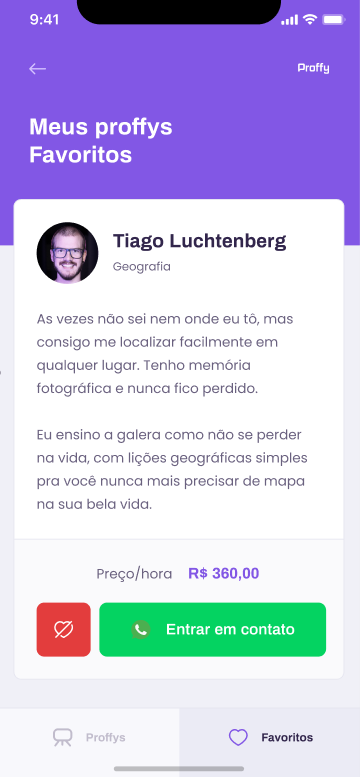 9:41
Proffy
Meus proffys
Favoritos
Tiago Luchtenberg
Geografia
As vezes não sei nem onde eu tô, mas
consigo me localizar facilmente em
qualquer lugar. Tenho memória
fotográfica e nunca fico perdido.
Eu ensino a galera como não se perder
na vida, com lições geográficas simples
pra você nunca mais precisar de mapa
na sua bela vida.
Preço/hora R$ 360,00
Entrar em contato
Proffys Favoritos